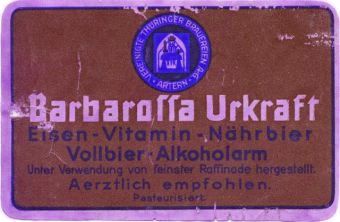 VEREINIGTE THÜRINGER BRAUEREIEN A.G.
ARTERN
Barbaroſſa Urkraft
Eisen-Vitamin-Nährbier
Vollbier-Alkoholarm
Unter Verwendung von feinster Raffinade hergestellt.
Aerztlich empfohlen.
Pasteurisiert.